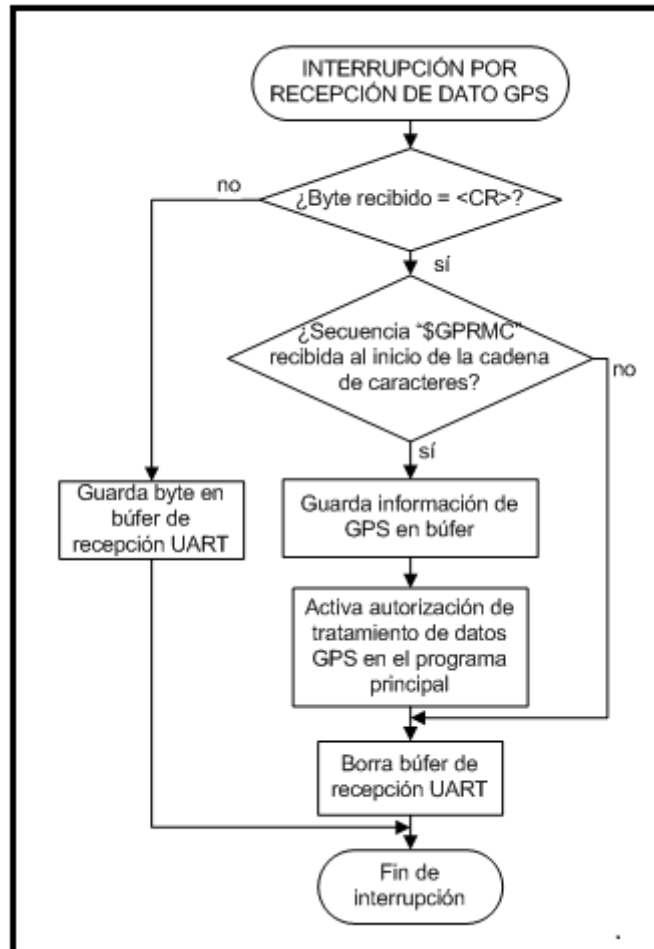 INTERRUPCIÓN POR
RECEPCIÓN DE DATO GPS
no
¿Byte recibido = <CR>?
sí
¿Secuencia “$GPRMC”
recibida al inicio de la cadena
de caracteres?
no
sí
Guarda byte en
búfer de
recepción UART
Guarda información de
GPS en búfer
Activa autorización de
tratamiento de datos
GPS en el programa
principal
Borra búfer de
recepción UART
Fin de
interrupción